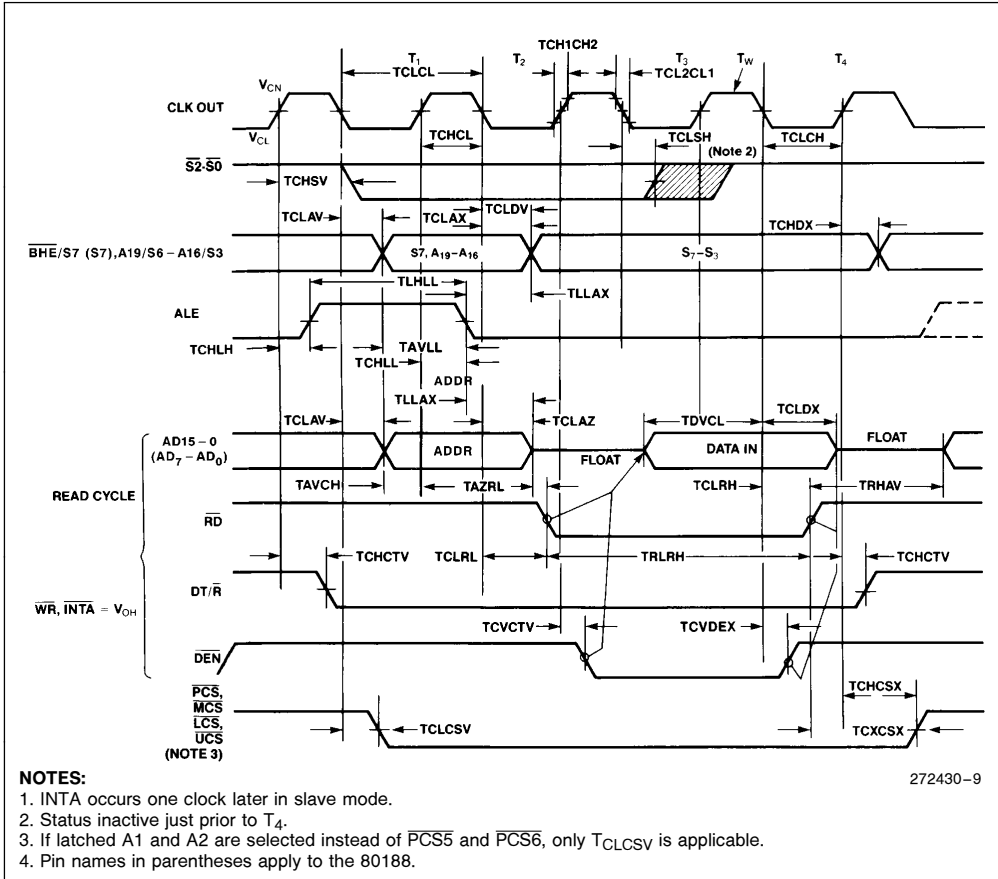 TCH1CH2
T1 T2 T3 TW T4
TCLCL TCL2CL1
VCN
CLK OUT
VCL
TCHCL TCLSH TCLCH
(Note 2)
S2-S0
TCHSV
TCLAV TCLAX TCLDV TCHDX
BHE/S7 (S7),A19/S6 – A16/S3 S7, A19–A16 S7–S3
TLHLL
TLLAX
ALE
TCHLH TAVLL
TCHLL
ADDR
TLLAX
TCLAV TCLAZ TDVCL TCLDX
AD15 – 0
(AD7 – AD0) ADDR FLOAT DATA IN FLOAT
TAVCH TAZRL TCLRH TRHAV
READ CYCLE
RD
TCHCTV TCLRL TRLRH TCHCTV
DT/R
WR, INTA = VOH
TCVCTV TCVDEX
DEN
PCS,
MCS
LCS,
UCS
(NOTE 3)
TCHCSX
TCLCSV TCXCSX
NOTES: 272430–9
1. INTA occurs one clock later in slave mode.
2. Status inactive just prior to T4.
3. If latched A1 and A2 are selected instead of PCS5 and PCS6, only TCLCSV is applicable.
4. Pin names in parentheses apply to the 80188.